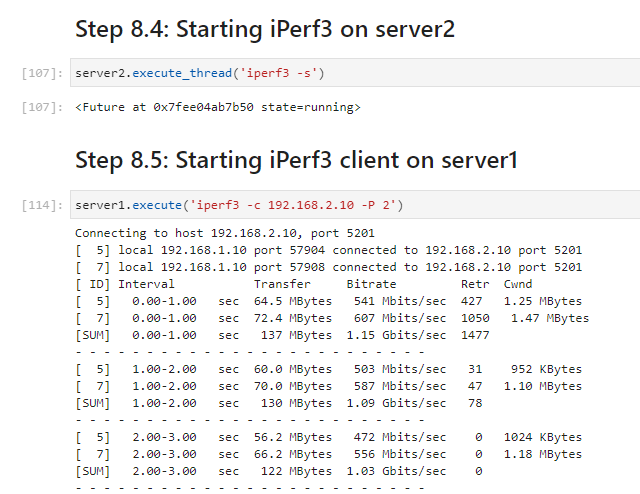 Step 8.4: Starting iPerf3 on server2
[107]: server2.execute_thread('iperf3 -s')
[107]: <Future at 0x7fee04ab7b50 state=running>
Step 8.5: Starting iPerf3 client on server1
[114]: server1.execute('iperf3 -c 192.168.2.10 -P 2')
Connecting to host 192.168.2.10, port 5201
[  5] local 192.168.1.10 port 57904 connected to 192.168.2.10 port 5201
[  7] local 192.168.1.10 port 57908 connected to 192.168.2.10 port 5201
[ ID] Interval           Transfer     Bitrate         Retr  Cwnd
[  5]   0.00-1.00   sec  64.5 MBytes   541 Mbits/sec  427   1.25 MBytes
[  7]   0.00-1.00   sec  72.4 MBytes   607 Mbits/sec  1050   1.47 MBytes
[SUM]   0.00-1.00   sec   137 MBytes  1.15 Gbits/sec  1477
- - - - - - - - - - - - - - - - - - - - - - - - -
[  5]   1.00-2.00   sec  60.0 MBytes   503 Mbits/sec   31    952 KBytes
[  7]   1.00-2.00   sec  70.0 MBytes   587 Mbits/sec   47   1.10 MBytes
[SUM]   1.00-2.00   sec   130 MBytes  1.09 Gbits/sec   78
- - - - - - - - - - - - - - - - - - - - - - - - -
[  5]   2.00-3.00   sec  56.2 MBytes   472 Mbits/sec    0   1024 KBytes
[  7]   2.00-3.00   sec  66.2 MBytes   556 Mbits/sec    0   1.18 MBytes
[SUM]   2.00-3.00   sec   122 MBytes  1.03 Gbits/sec    0
- - - - - - - - - - - - - - - - - - - - - - - - -